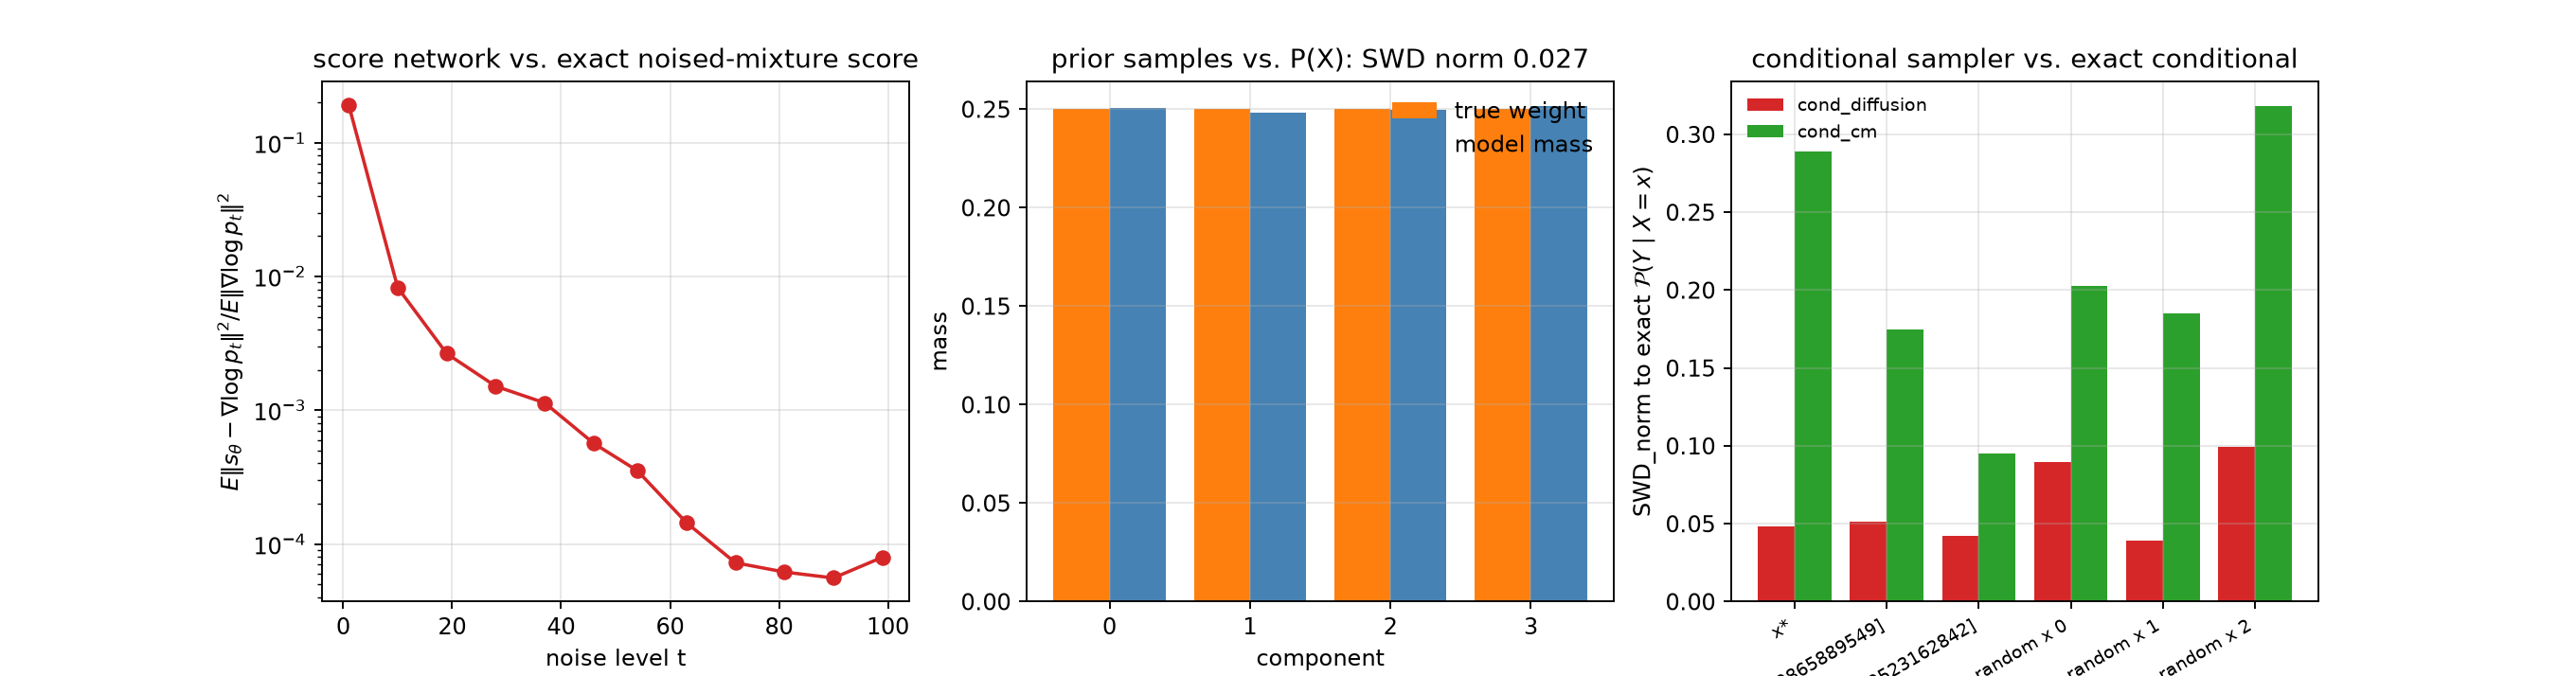 score network vs. exact noised-mixture score
E‖s_θ − ∇log p_t‖²/E‖∇log p_t‖²
10⁻¹
10⁻²
10⁻³
10⁻⁴
0 20 40 60 80 100
noise level t
prior samples vs. P(X): SWD norm 0.027
mass
0.25
0.20
0.15
0.10
0.05
0.00
true weight
model mass
0 1 2 3
component
conditional sampler vs. exact conditional
SWD_norm to exact 𝒫(Y | X = x)
0.30
0.25
0.20
0.15
0.10
0.05
0.00
cond_diffusion
cond_cm
x*
8658895​49]
5231628​42]
random x 0
random x 1
random x 2